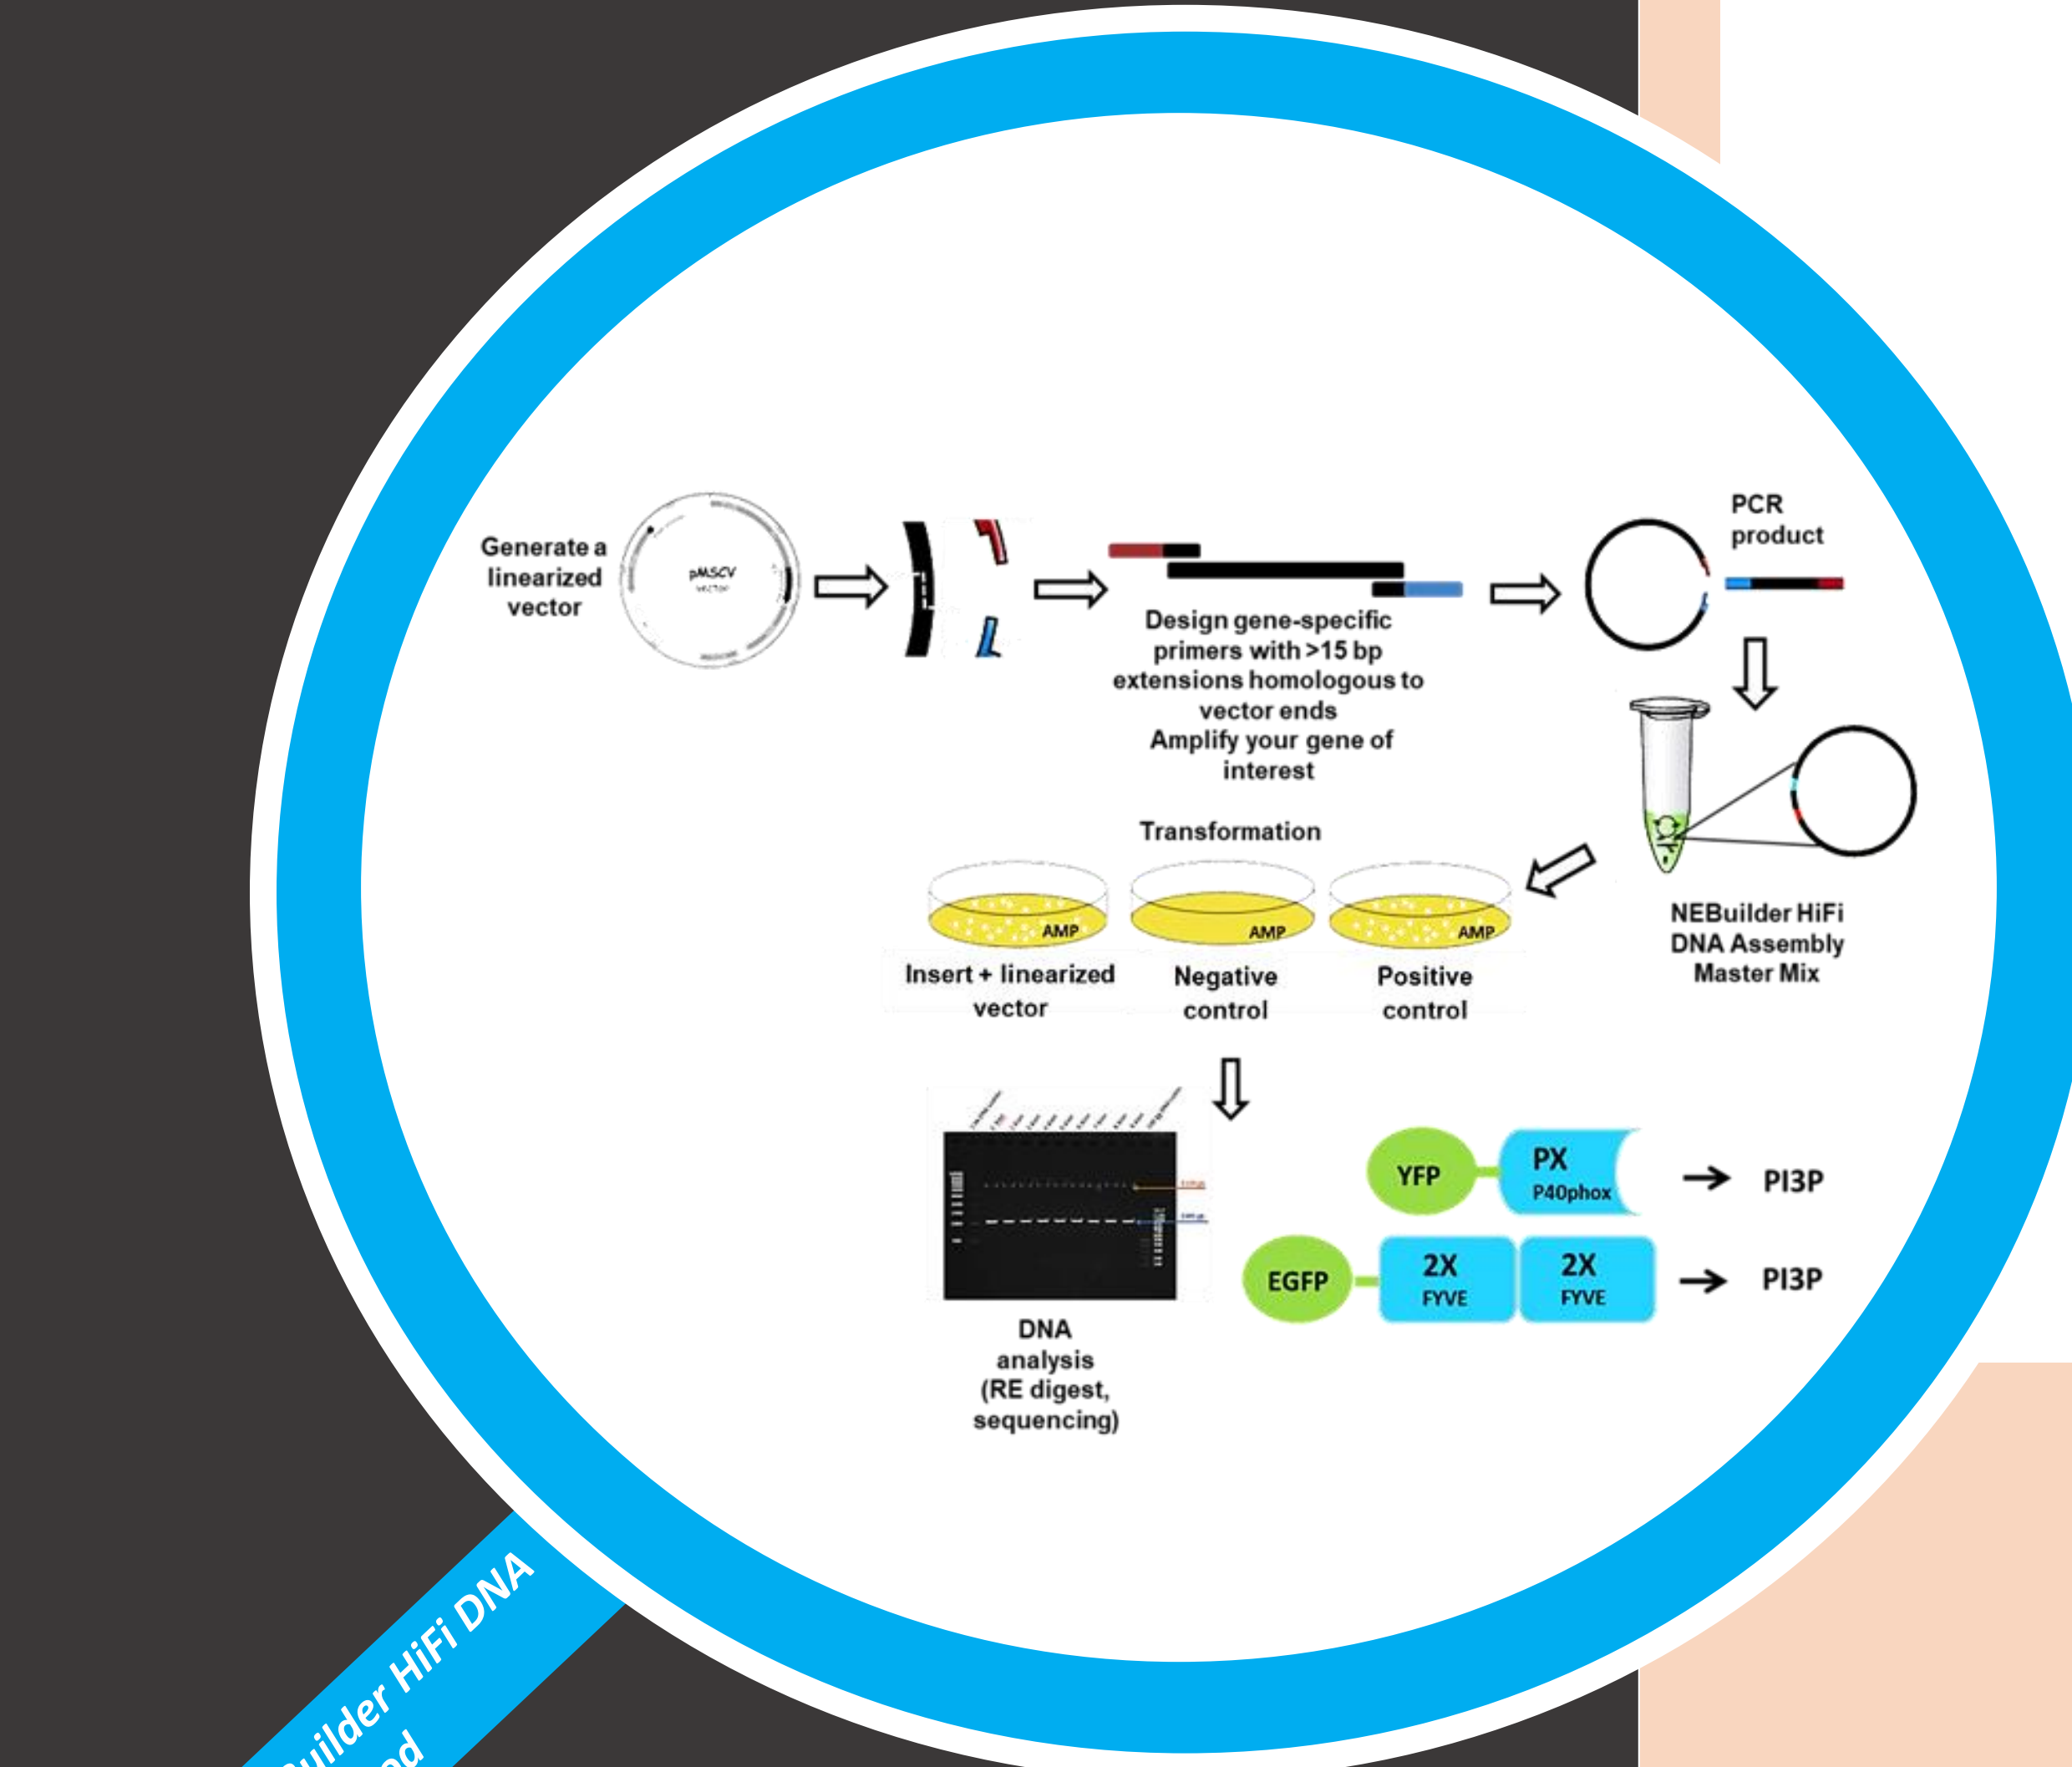 Generate a
linearized
vector
pMSCV
vector
Design gene-specific
primers with >15 bp
extensions homologous to
vector ends
Amplify your gene of
interest
PCR
product
NEBuilder HiFi
DNA Assembly
Master Mix
Transformation
AMP
AMP
AMP
Insert + linearized
vector
Negative
control
Positive
control
DNA
analysis
(RE digest,
sequencing)
YFP
PX
P40phox
PI3P
EGFP
2X
FYVE
2X
FYVE
PI3P
uilder HiFi DNA
od